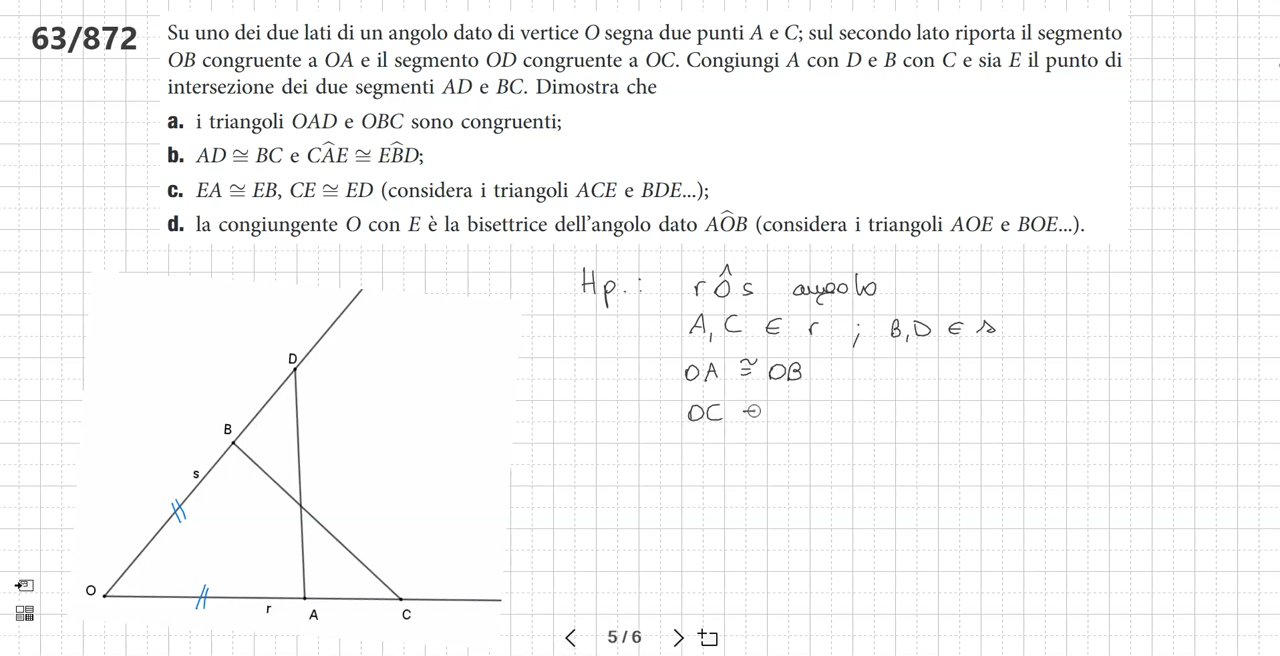 63/872
Su uno dei due lati di un angolo dato di vertice O segna due punti A e C; sul secondo lato riporta il segmento
OB congruente a OA e il segmento OD congruente a OC. Congiungi A con D e B con C e sia E il punto di
intersezione dei due segmenti AD e BC. Dimostra che
a. i triangoli OAD e OBC sono congruenti;
b. AD ≅ BC e CÂE ≅ EB̂D;
c. EA ≅ EB, CE ≅ ED (considera i triangoli ACE e BDE...);
d. la congiungente O con E è la bisettrice dell'angolo dato AÔB (considera i triangoli AOE e BOE...).
Hp.: rÔs angolo
A, C ∈ r ; B, D ∈ s
OA ≅ OB
OC
D
B
s
O
r
A
C
5/6